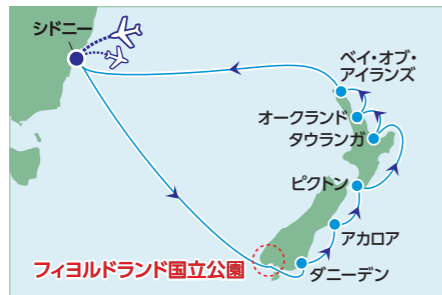 シドニー
ベイ・オブ・
アイランズ
オークランド
タウランガ
ピクトン
アカロア
フィヨルドランド国立公園
ダニーデン